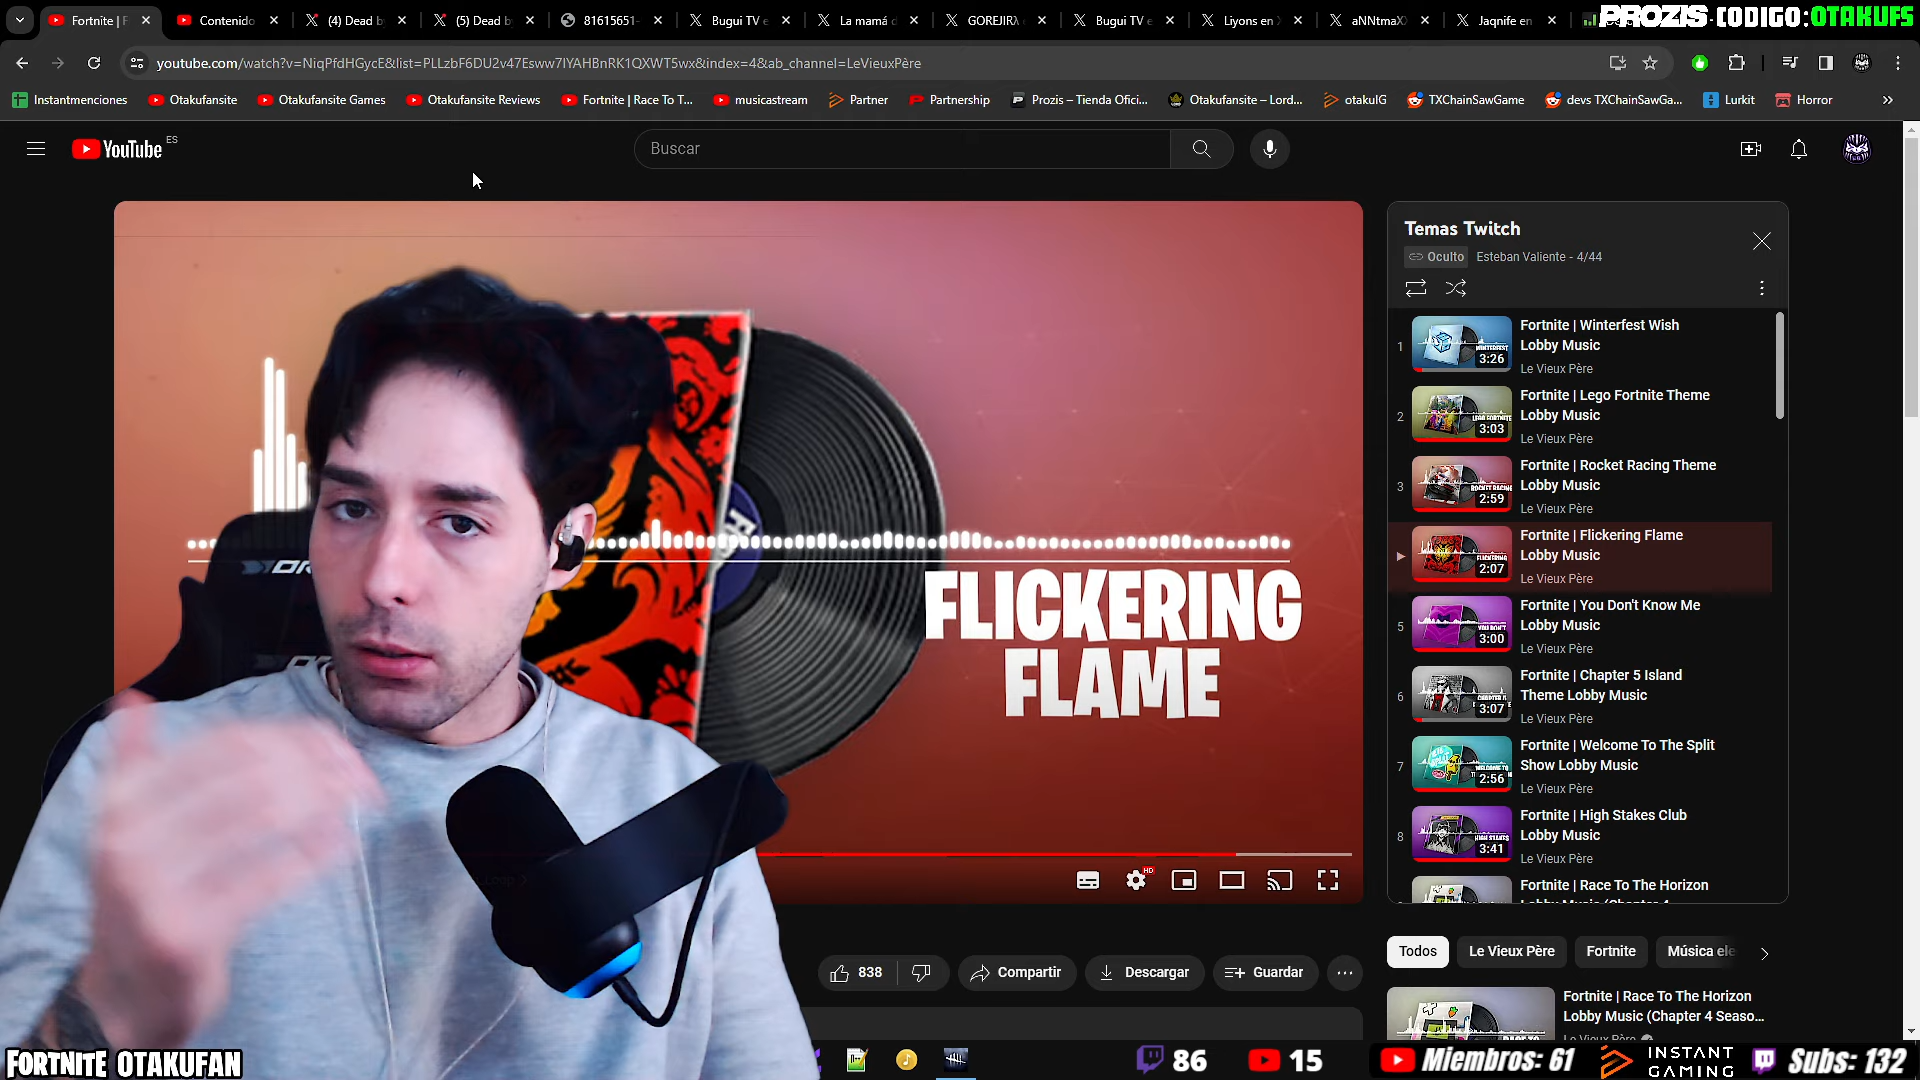 Fortnite | F
Contenido
(4) Dead b
(5) Dead b
81615651-
Bugui TV e
La mamá d
GOREJIRA
Bugui TV e
Liyons en X
aNNtmaX
Jaqnife en
PROZIS CODIGO:OTAKUFS
youtube.com/watch?v=NiqPfdHGycE&list=PLLzbF6DU2v47Esww7IYAHBnRK1QXWT5wx&index=4&ab_channel=LeVieuxPère
Instantmenciones
Otakufansite
Otakufansite Games
Otakufansite Reviews
Fortnite | Race To T...
musicastream
Partner
Partnership
Prozis – Tienda Ofici...
Otakufansite – Lord...
otakuIG
TXChainSawGame
devs TXChainSawGa...
Lurkit
Horror
YouTube ES
Buscar
FLICKERING
FLAME
Temas Twitch
Oculto
Esteban Valiente - 4/44
1
3:26
Fortnite | Winterfest Wish
Lobby Music
Le Vieux Père
2
3:03
Fortnite | Lego Fortnite Theme
Lobby Music
Le Vieux Père
3
2:59
Fortnite | Rocket Racing Theme
Lobby Music
Le Vieux Père
2:07
Fortnite | Flickering Flame
Lobby Music
Le Vieux Père
5
3:00
Fortnite | You Don't Know Me
Lobby Music
Le Vieux Père
6
3:07
Fortnite | Chapter 5 Island
Theme Lobby Music
Le Vieux Père
7
2:56
Fortnite | Welcome To The Split
Show Lobby Music
Le Vieux Père
8
3:41
Fortnite | High Stakes Club
Lobby Music
Le Vieux Père
Fortnite | Race To The Horizon
Lobby Music (Chapter 4
HD
838
Compartir
Descargar
Guardar
Todos
Le Vieux Père
Fortnite
Música ele
Fortnite | Race To The Horizon
Lobby Music (Chapter 4 Seaso...
Le Vieux Père
FORTNITE OTAKUFAN
86
15
Miembros: 61
INSTANT
GAMING
Subs: 132